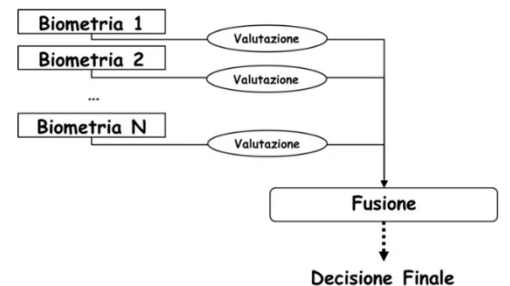 Biometria 1
Valutazione
Biometria 2
Valutazione
...
Biometria N
Valutazione
Fusione
Decisione Finale